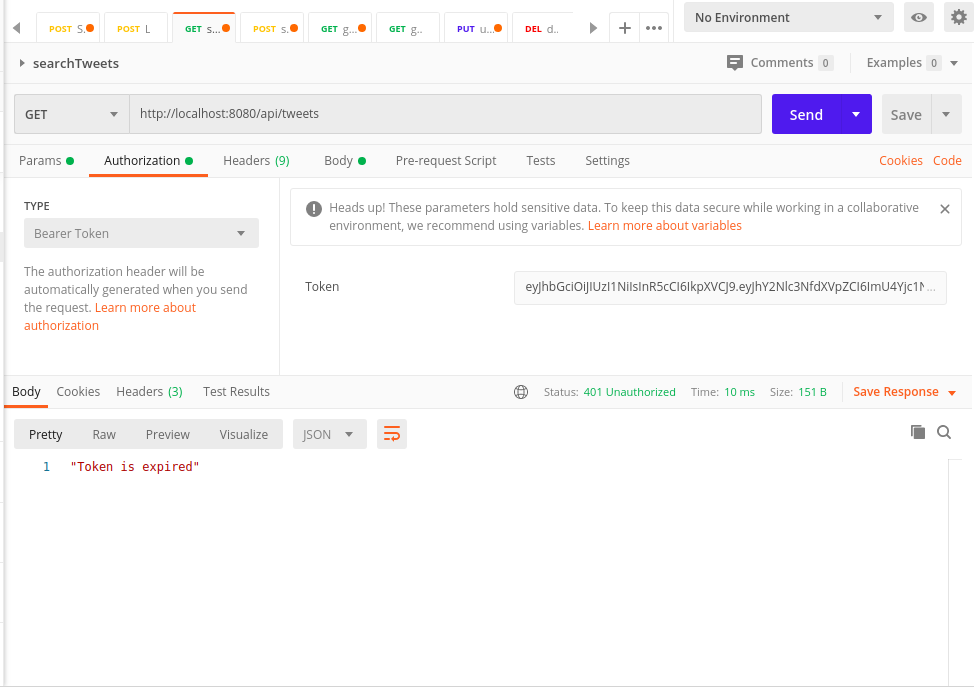 POST S. POST L GET s... POST s. GET g... GET g.. PUT u... DEL d.. No Environment
searchTweets Comments 0 Examples 0
GET http://localhost:8080/api/tweets Send Save
Params Authorization Headers (9) Body Pre-request Script Tests Settings Cookies Code
TYPE
Bearer Token
The authorization header will be
automatically generated when you send
the request. Learn more about
authorization
Heads up! These parameters hold sensitive data. To keep this data secure while working in a collaborative
environment, we recommend using variables. Learn more about variables
Token
Body Cookies Headers (3) Test Results Status: 401 Unauthorized Time: 10 ms Size: 151 B Save Response
Pretty Raw Preview Visualize JSON
1 "Token is expired"